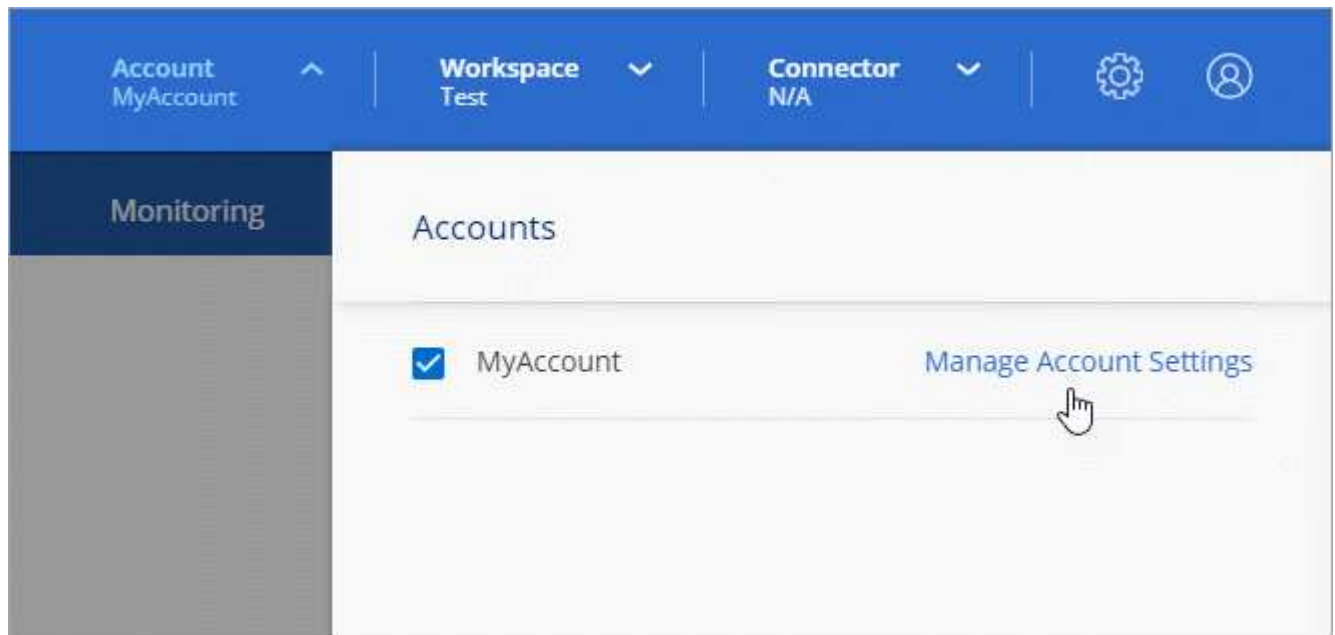 Account
MyAccount
Workspace
Test
Connector
N/A
Monitoring
Accounts
MyAccount
Manage Account Settings